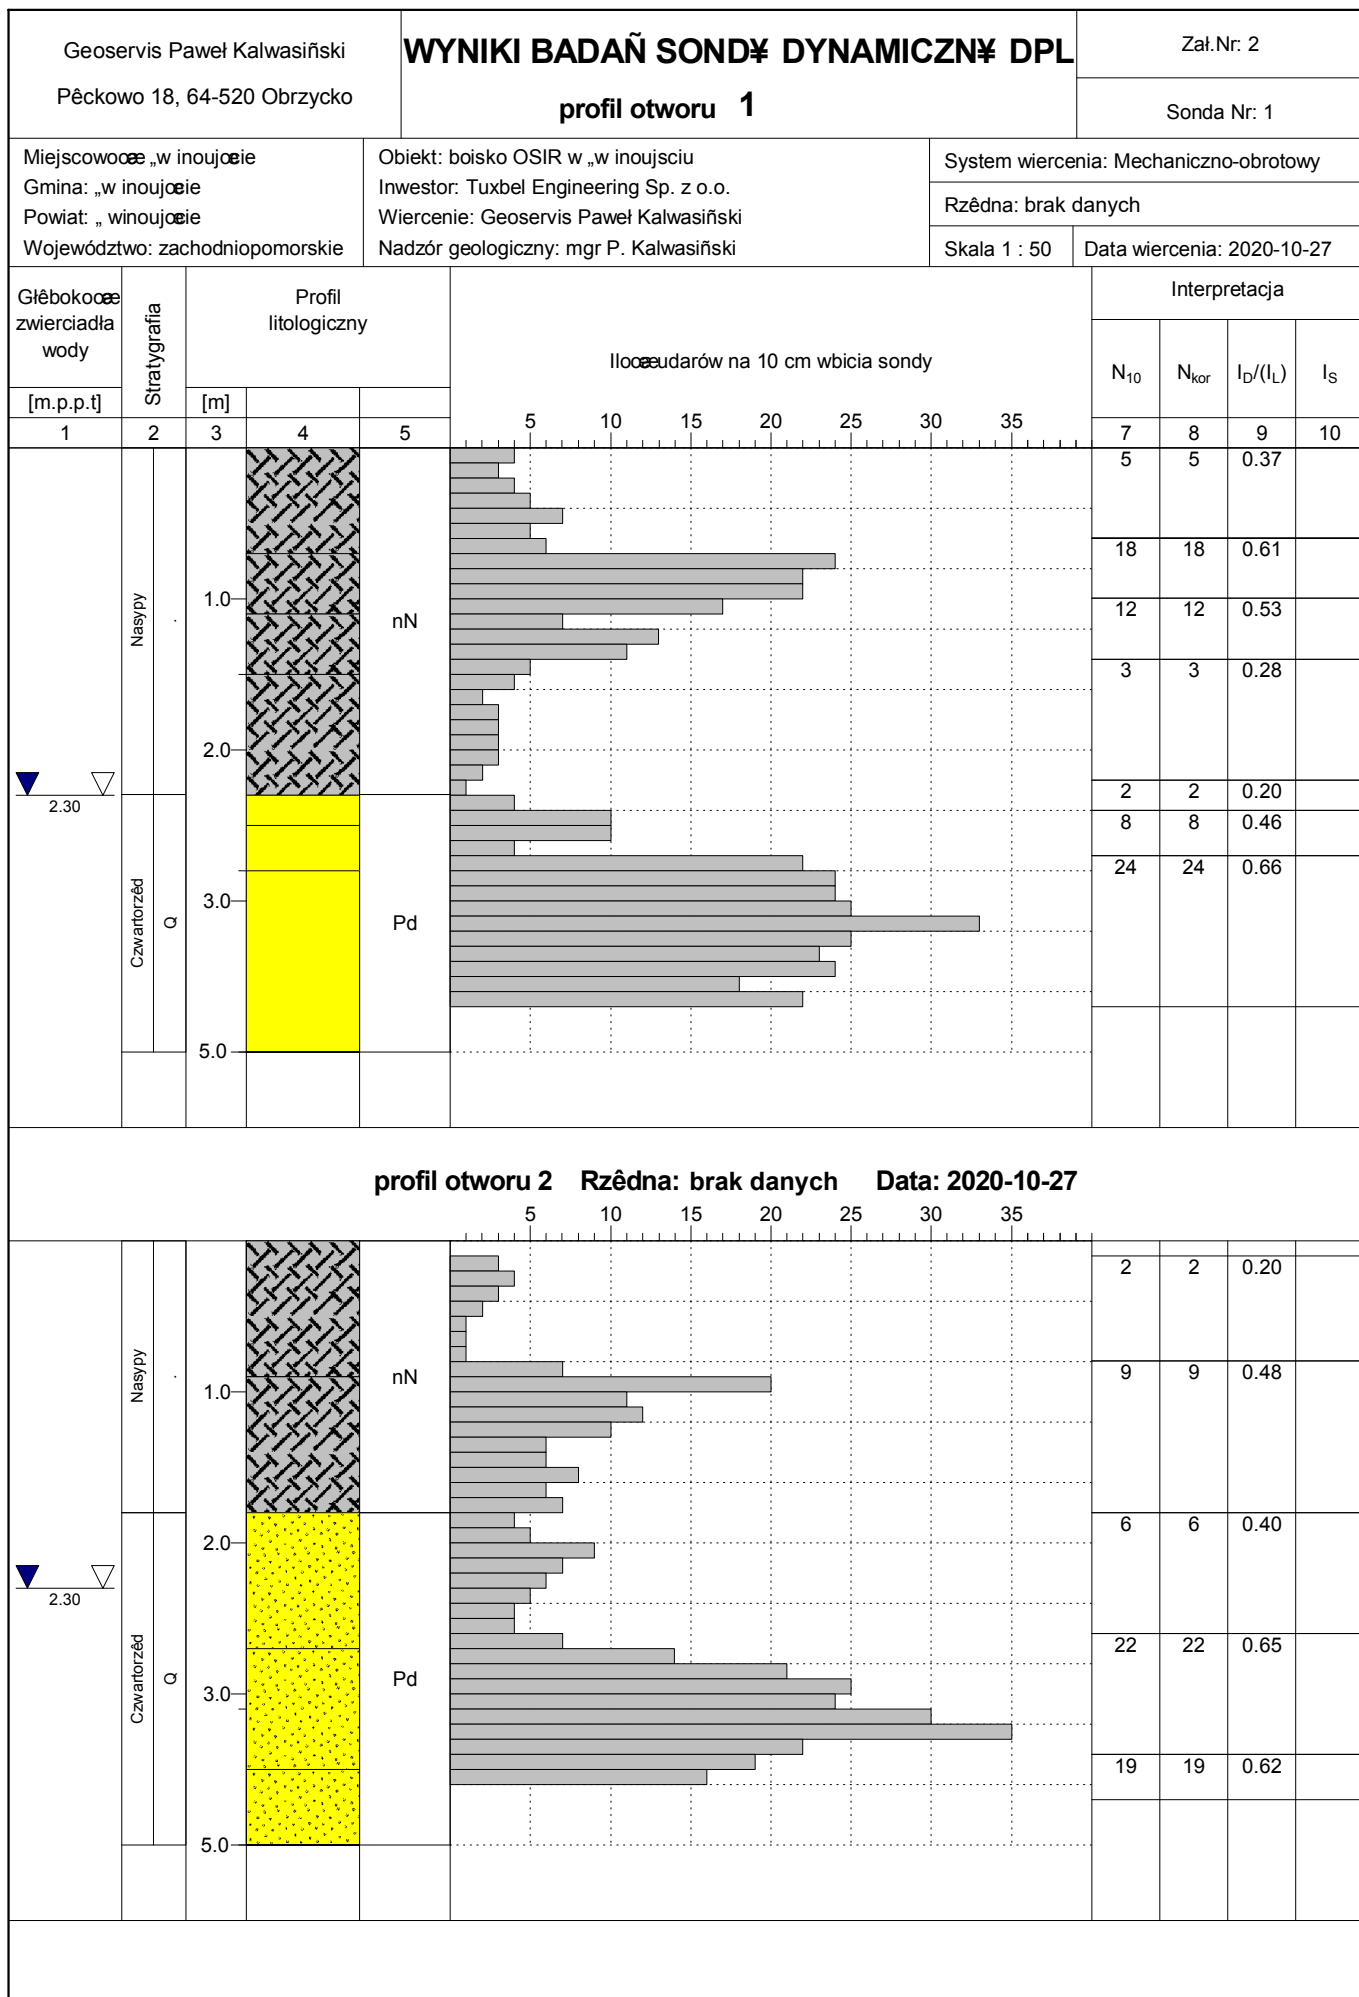 Geoservis Paweł Kalwasiñski
Pêckowo 18, 64-520 Obrzycko
WYNIKI BADAÑ SOND¥ DYNAMICZN¥ DPL
profil otworu 1
Zał.Nr: 2
Sonda Nr: 1
Miejscowoœæ „w inoujœcie
Gmina: „w inoujœcie
Powiat: „ winoujœcie
Województwo: zachodniopomorskie
Obiekt: boisko OSIR w „w inoujsciu
Inwestor: Tuxbel Engineering Sp. z o.o.
Wiercenie: Geoservis Paweł Kalwasiñski
Nadzór geologiczny: mgr P. Kalwasiñski
System wiercenia: Mechaniczno-obrotowy
Rzêdna: brak danych
Skala 1 : 50
Data wiercenia: 2020-10-27
Głêbokoœæ
zwierciadła
wody
[m.p.p.t]
Stratygrafia
Profil
litologiczny
[m]
Iloœæ udarów na 10 cm wbicia sondy
Interpretacja
N10 Nkor ID/(IL) IS
5 10 15 20 25 30 35
1 2 3 4 5 7 8 9 10
5 5 0.37
18 18 0.61
1.0
12 12 0.53
Nasypy
.
nN
3 3 0.28
2.0
2.30
2 2 0.20
8 8 0.46
24 24 0.66
3.0
Czwartorzêd
Q
Pd
5.0
profil otworu 2 Rzêdna: brak danych Data: 2020-10-27
5 10 15 20 25 30 35
2 2 0.20
Nasypy
.
nN
9 9 0.48
1.0
6 6 0.40
2.0
2.30
22 22 0.65
Czwartorzêd
Q
Pd
3.0
19 19 0.62
5.0